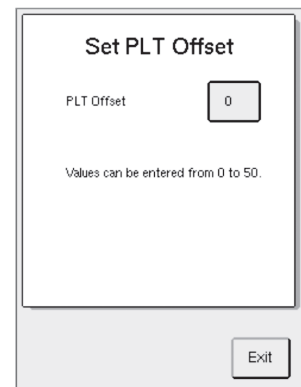 Set PLT Offset
PLT Offset 0
Values can be entered from 0 to 50.
Exit